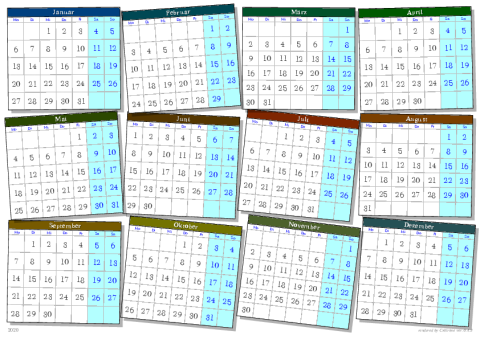 Januar
Mo Di Mi Do Fr Sa So
1 2 3 4 5
6 7 8 9 10 11 12
13 14 15 16 17 18 19
20 21 22 23 24 25 26
27 28 29 30 31
Februar
Mo Di Mi Do Fr Sa So
1 2
3 4 5 6 7 8 9
10 11 12 13 14 15 16
17 18 19 20 21 22 23
24 25 26 27 28 29
März
Mo Di Mi Do Fr Sa So
1
2 3 4 5 6 7 8
9 10 11 12 13 14 15
16 17 18 19 20 21 22
23 24 25 26 27 28 29
30 31
April
Mo Di Mi Do Fr Sa So
1 2 3 4 5
6 7 8 9 10 11 12
13 14 15 16 17 18 19
20 21 22 23 24 25 26
27 28 29 30
Mai
Mo Di Mi Do Fr Sa So
1 2 3
4 5 6 7 8 9 10
11 12 13 14 15 16 17
18 19 20 21 22 23 24
25 26 27 28 29 30 31
Juni
Mo Di Mi Do Fr Sa So
1 2 3 4 5 6 7
8 9 10 11 12 13 14
15 16 17 18 19 20 21
22 23 24 25 26 27 28
29 30
Juli
Mo Di Mi Do Fr Sa So
1 2 3 4 5
6 7 8 9 10 11 12
13 14 15 16 17 18 19
20 21 22 23 24 25 26
27 28 29 30 31
August
Mo Di Mi Do Fr Sa So
1 2
3 4 5 6 7 8 9
10 11 12 13 14 15 16
17 18 19 20 21 22 23
24 25 26 27 28 29 30
31
September
Mo Di Mi Do Fr Sa So
1 2 3 4 5 6
7 8 9 10 11 12 13
14 15 16 17 18 19 20
21 22 23 24 25 26 27
28 29 30
Oktober
Mo Di Mi Do Fr Sa So
1 2 3 4
5 6 7 8 9 10 11
12 13 14 15 16 17 18
19 20 21 22 23 24 25
26 27 28 29 30 31
November
Mo Di Mi Do Fr Sa So
1
2 3 4 5 6 7 8
9 10 11 12 13 14 15
16 17 18 19 20 21 22
23 24 25 26 27 28 29
30
Dezember
Mo Di Mi Do Fr Sa So
1 2 3 4 5 6
7 8 9 10 11 12 13
14 15 16 17 18 19 20
21 22 23 24 25 26 27
28 29 30 31
2020